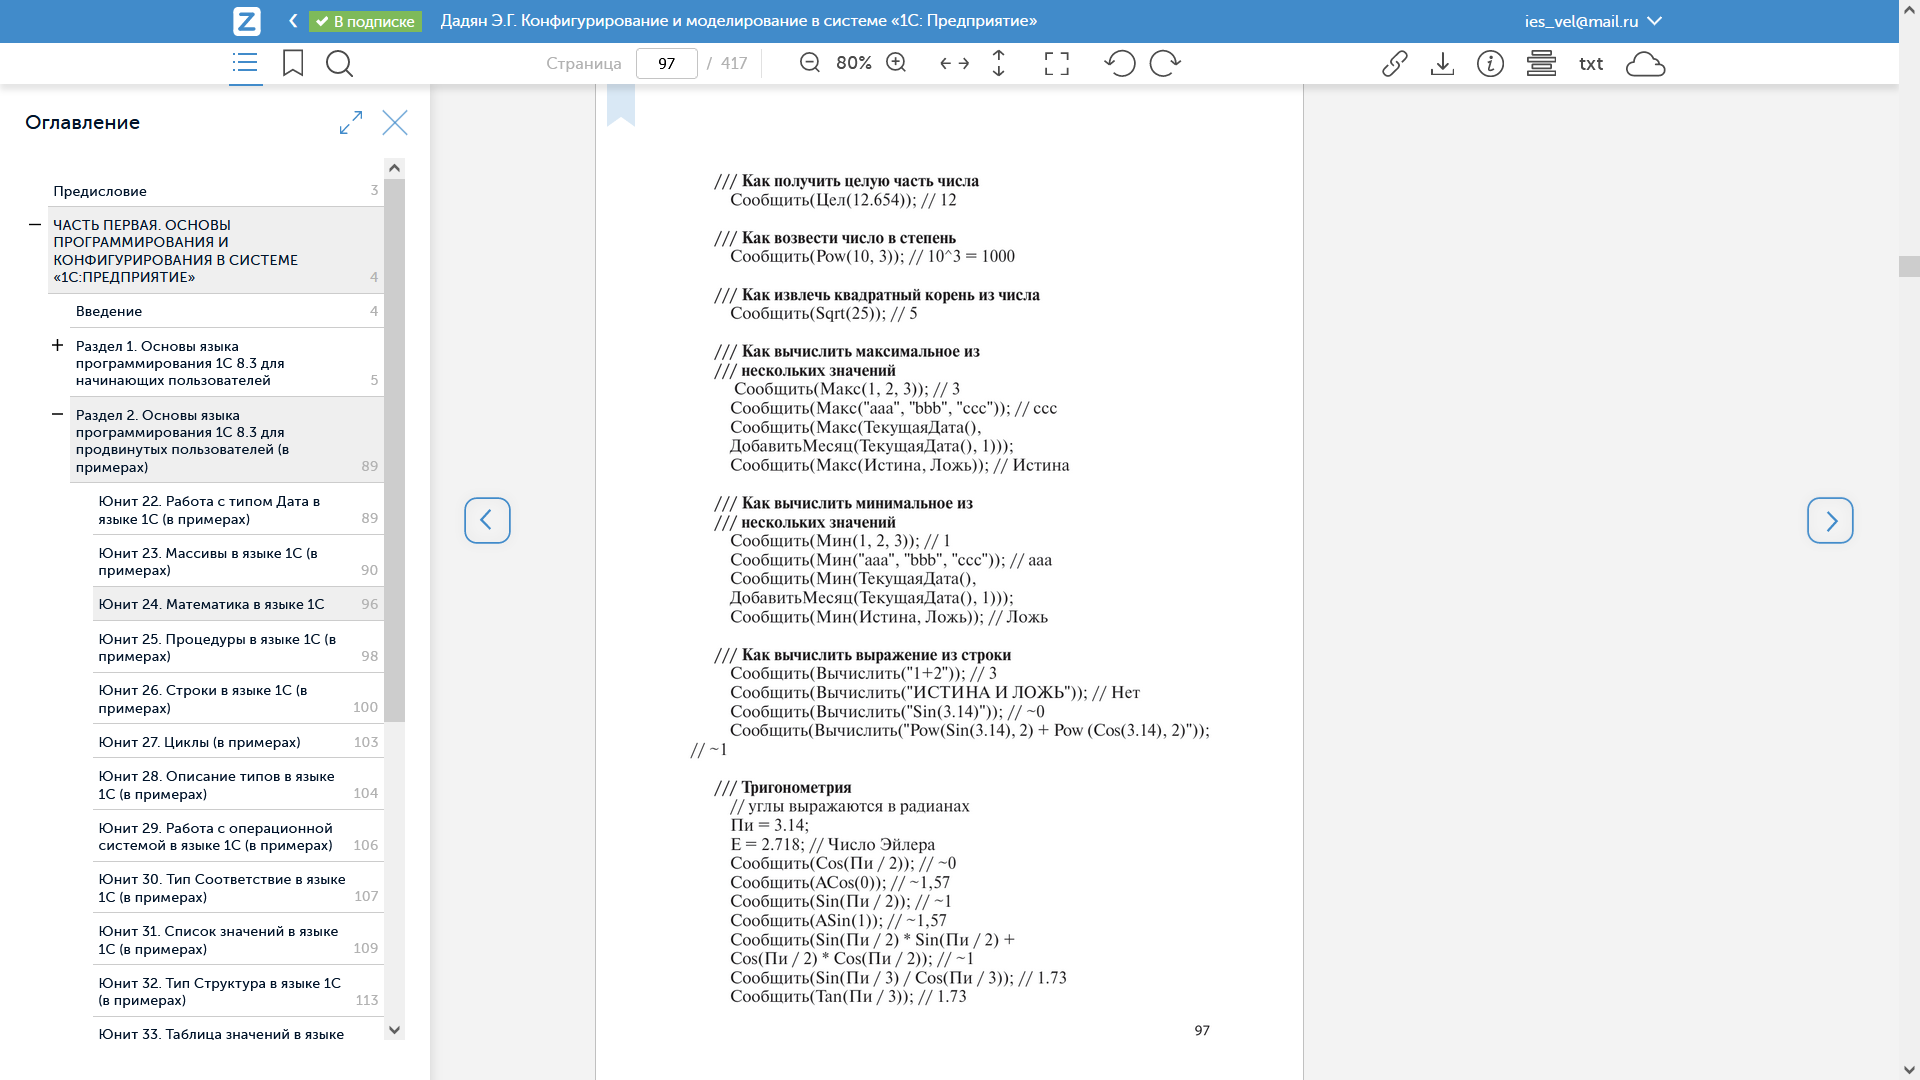 В подписке
Дадян Э.Г. Конфигурирование и моделирование в системе «1С: Предприятие»
ies_vel@mail.ru
Страница 97 / 417
80%
txt
Оглавление
Предисловие 3
ЧАСТЬ ПЕРВАЯ. ОСНОВЫ
ПРОГРАММИРОВАНИЯ И
КОНФИГУРИРОВАНИЯ В СИСТЕМЕ
«1С:ПРЕДПРИЯТИЕ» 4
Введение 4
Раздел 1. Основы языка
программирования 1С 8.3 для
начинающих пользователей 5
Раздел 2. Основы языка
программирования 1С 8.3 для
продвинутых пользователей (в
примерах) 89
Юнит 22. Работа с типом Дата в
языке 1С (в примерах) 89
Юнит 23. Массивы в языке 1С (в
примерах) 90
Юнит 24. Математика в языке 1С 96
Юнит 25. Процедуры в языке 1С (в
примерах) 98
Юнит 26. Строки в языке 1С (в
примерах) 100
Юнит 27. Циклы (в примерах) 103
Юнит 28. Описание типов в языке
1С (в примерах) 104
Юнит 29. Работа с операционной
системой в языке 1С (в примерах) 106
Юнит 30. Тип Соответствие в языке
1С (в примерах) 107
Юнит 31. Список значений в языке
1С (в примерах) 109
Юнит 32. Тип Структура в языке 1С
(в примерах) 113
Юнит 33. Таблица значений в языке
/// Как получить целую часть числа
Сообщить(Цел(12.654)); // 12
/// Как возвести число в степень
Сообщить(Pow(10, 3)); // 10^3 = 1000
/// Как извлечь квадратный корень из числа
Сообщить(Sqrt(25)); // 5
/// Как вычислить максимальное из
/// нескольких значений
Сообщить(Макс(1, 2, 3)); // 3
Сообщить(Макс("aaa", "bbb", "ccc")); // ccc
Сообщить(Макс(ТекущаяДата(),
ДобавитьМесяц(ТекущаяДата(), 1)));
Сообщить(Макс(Истина, Ложь)); // Истина
/// Как вычислить минимальное из
/// нескольких значений
Сообщить(Мин(1, 2, 3)); // 1
Сообщить(Мин("aaa", "bbb", "ccc")); // aaa
Сообщить(Мин(ТекущаяДата(),
ДобавитьМесяц(ТекущаяДата(), 1)));
Сообщить(Мин(Истина, Ложь)); // Ложь
/// Как вычислить выражение из строки
Сообщить(Вычислить("1+2")); // 3
Сообщить(Вычислить("ИСТИНА И ЛОЖЬ")); // Нет
Сообщить(Вычислить("Sin(3.14)")); // ~0
Сообщить(Вычислить("Pow(Sin(3.14), 2) + Pow (Cos(3.14), 2)"));
// ~1
/// Тригонометрия
// углы выражаются в радианах
Пи = 3.14;
Е = 2.718; // Число Эйлера
Сообщить(Cos(Пи / 2)); // ~0
Сообщить(ACos(0)); // ~1,57
Сообщить(Sin(Пи / 2)); // ~1
Сообщить(ASin(1)); // ~1,57
Сообщить(Sin(Пи / 2) * Sin(Пи / 2) +
Cos(Пи / 2) * Cos(Пи / 2)); // ~1
Сообщить(Sin(Пи / 3) / Cos(Пи / 3)); // 1.73
Сообщить(Tan(Пи / 3)); // 1.73
97